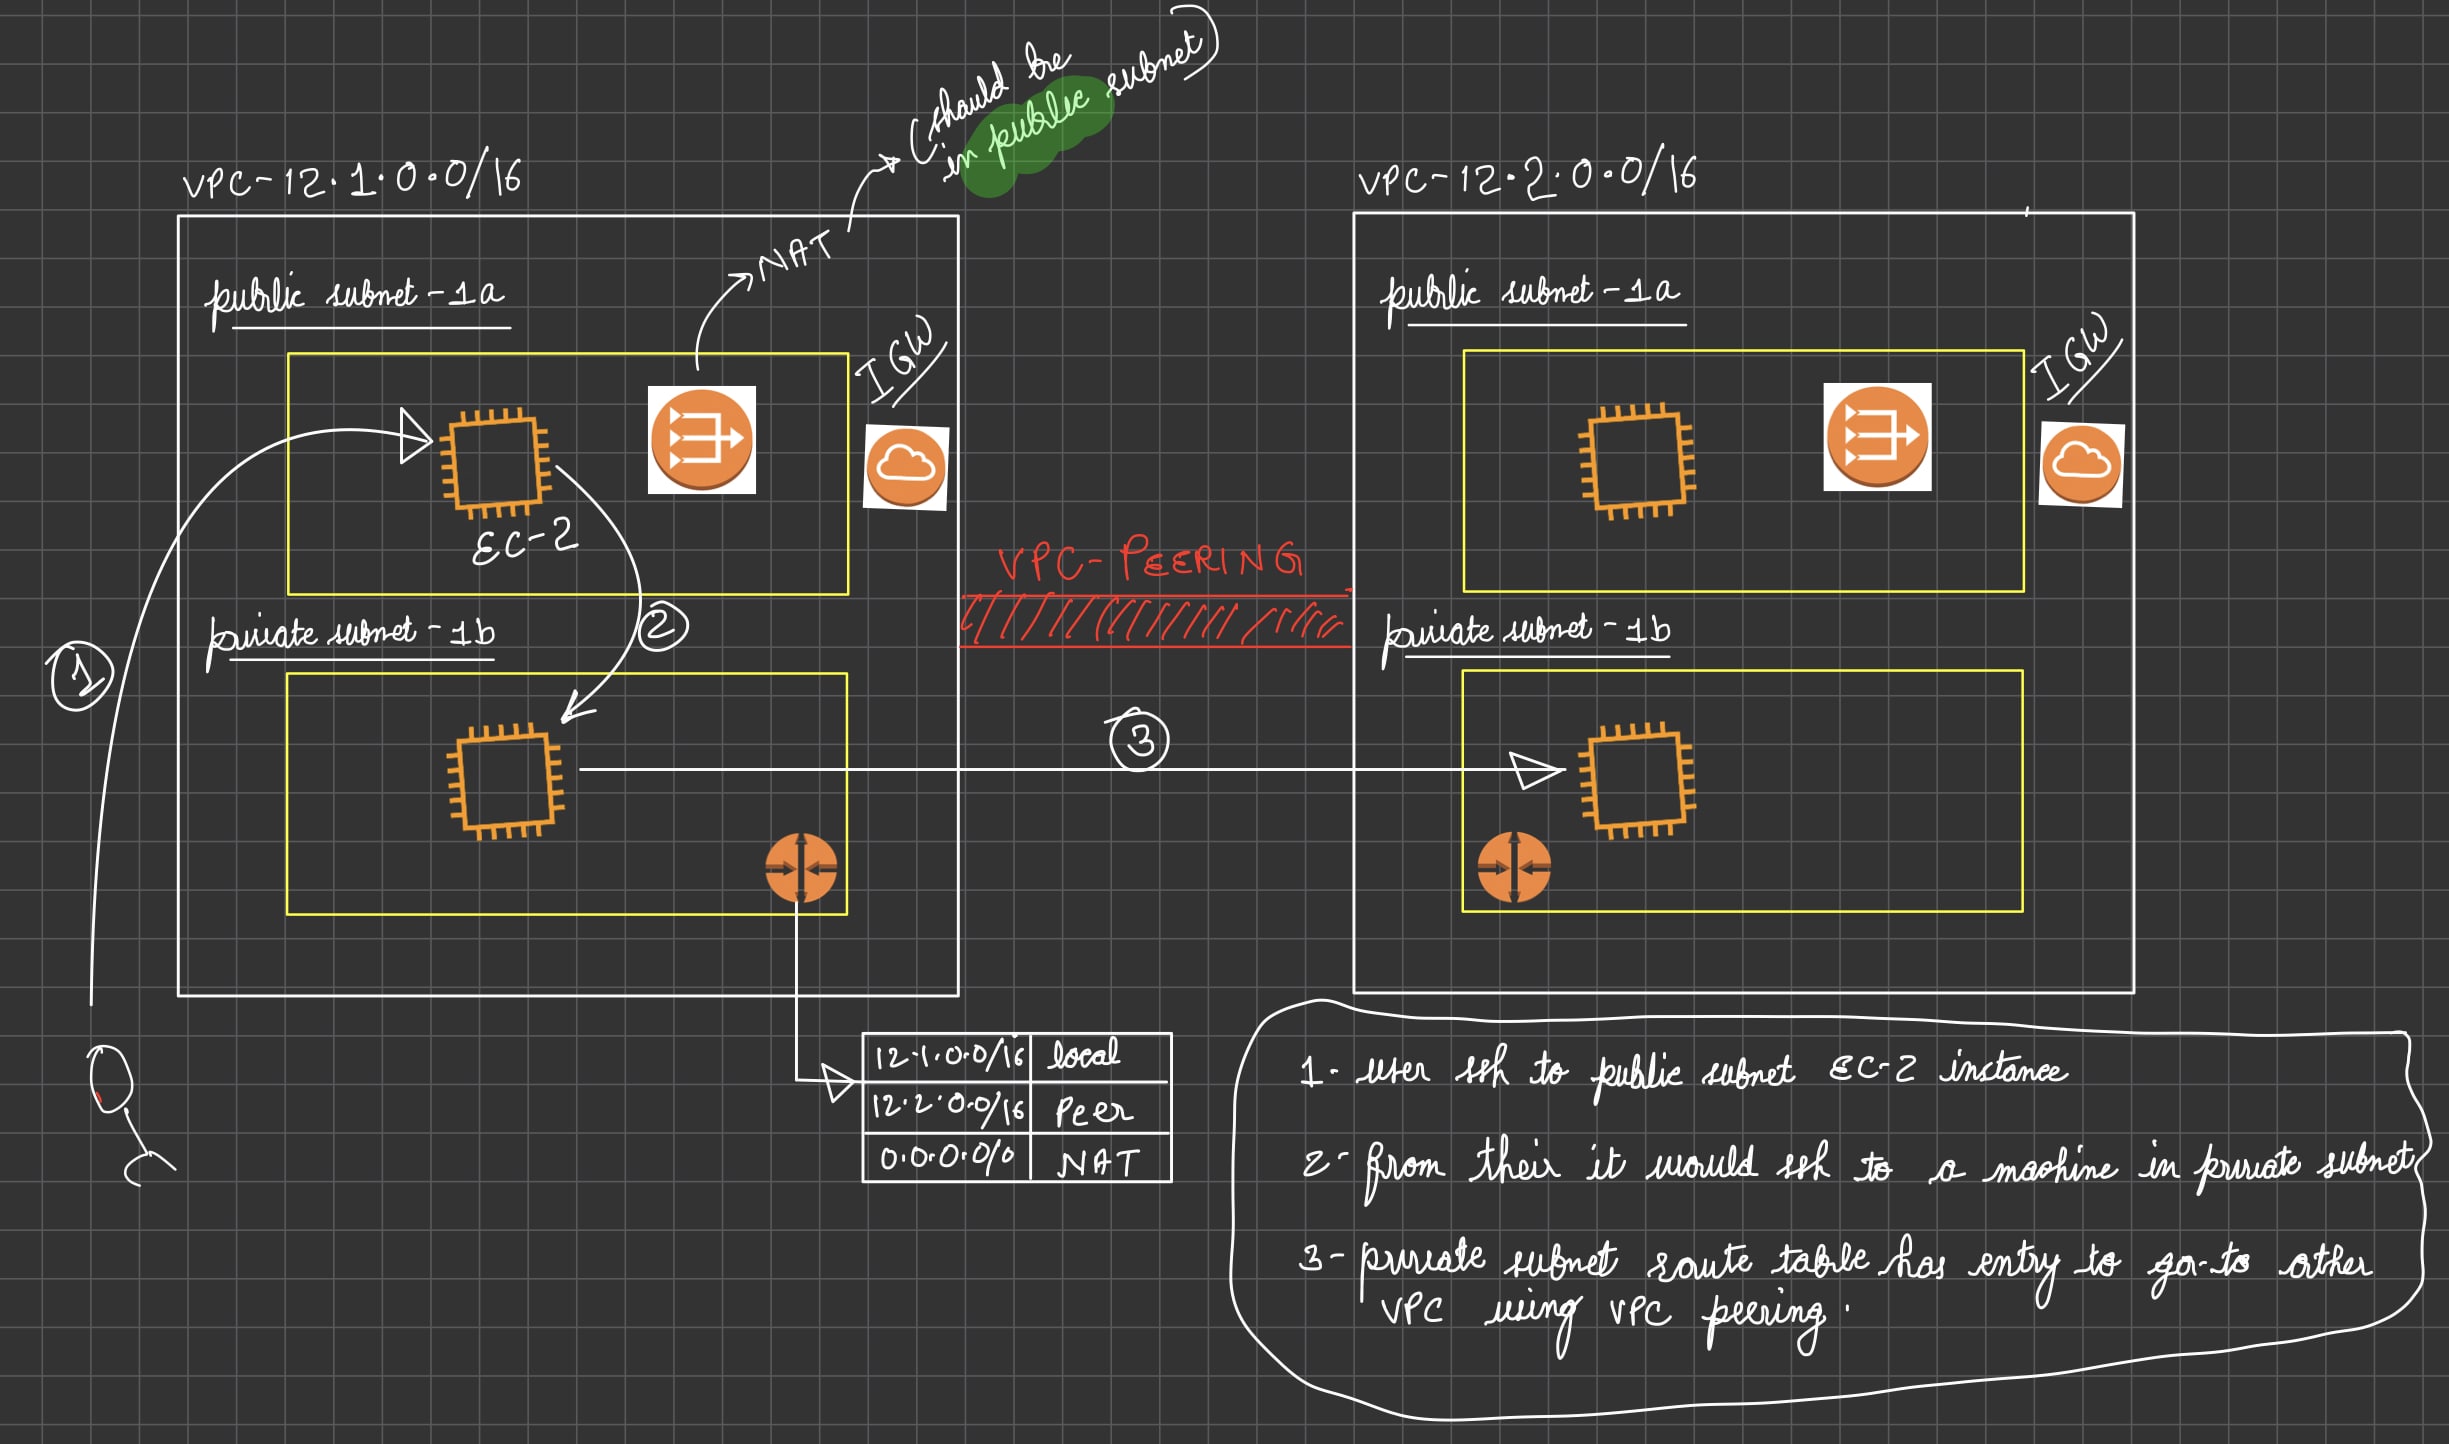 (should be
in public subnet)
VPC-12.1.0.0/16
VPC-12.2.0.0/16
NAT
public subnet-1a
public subnet-1a
IGW
IGW
EC-2
VPC-PEERING
private subnet-1b
2
private subnet-1b
1
3
12.1.0.0/16 local
12.2.0.0/16 Peer
0.0.0.0/0 NAT
1- user ssh to public subnet EC-2 instance
2- from their it would ssh to a machine in private subnet
3- private subnet route table has entry to go-to other
VPC using VPC peering.